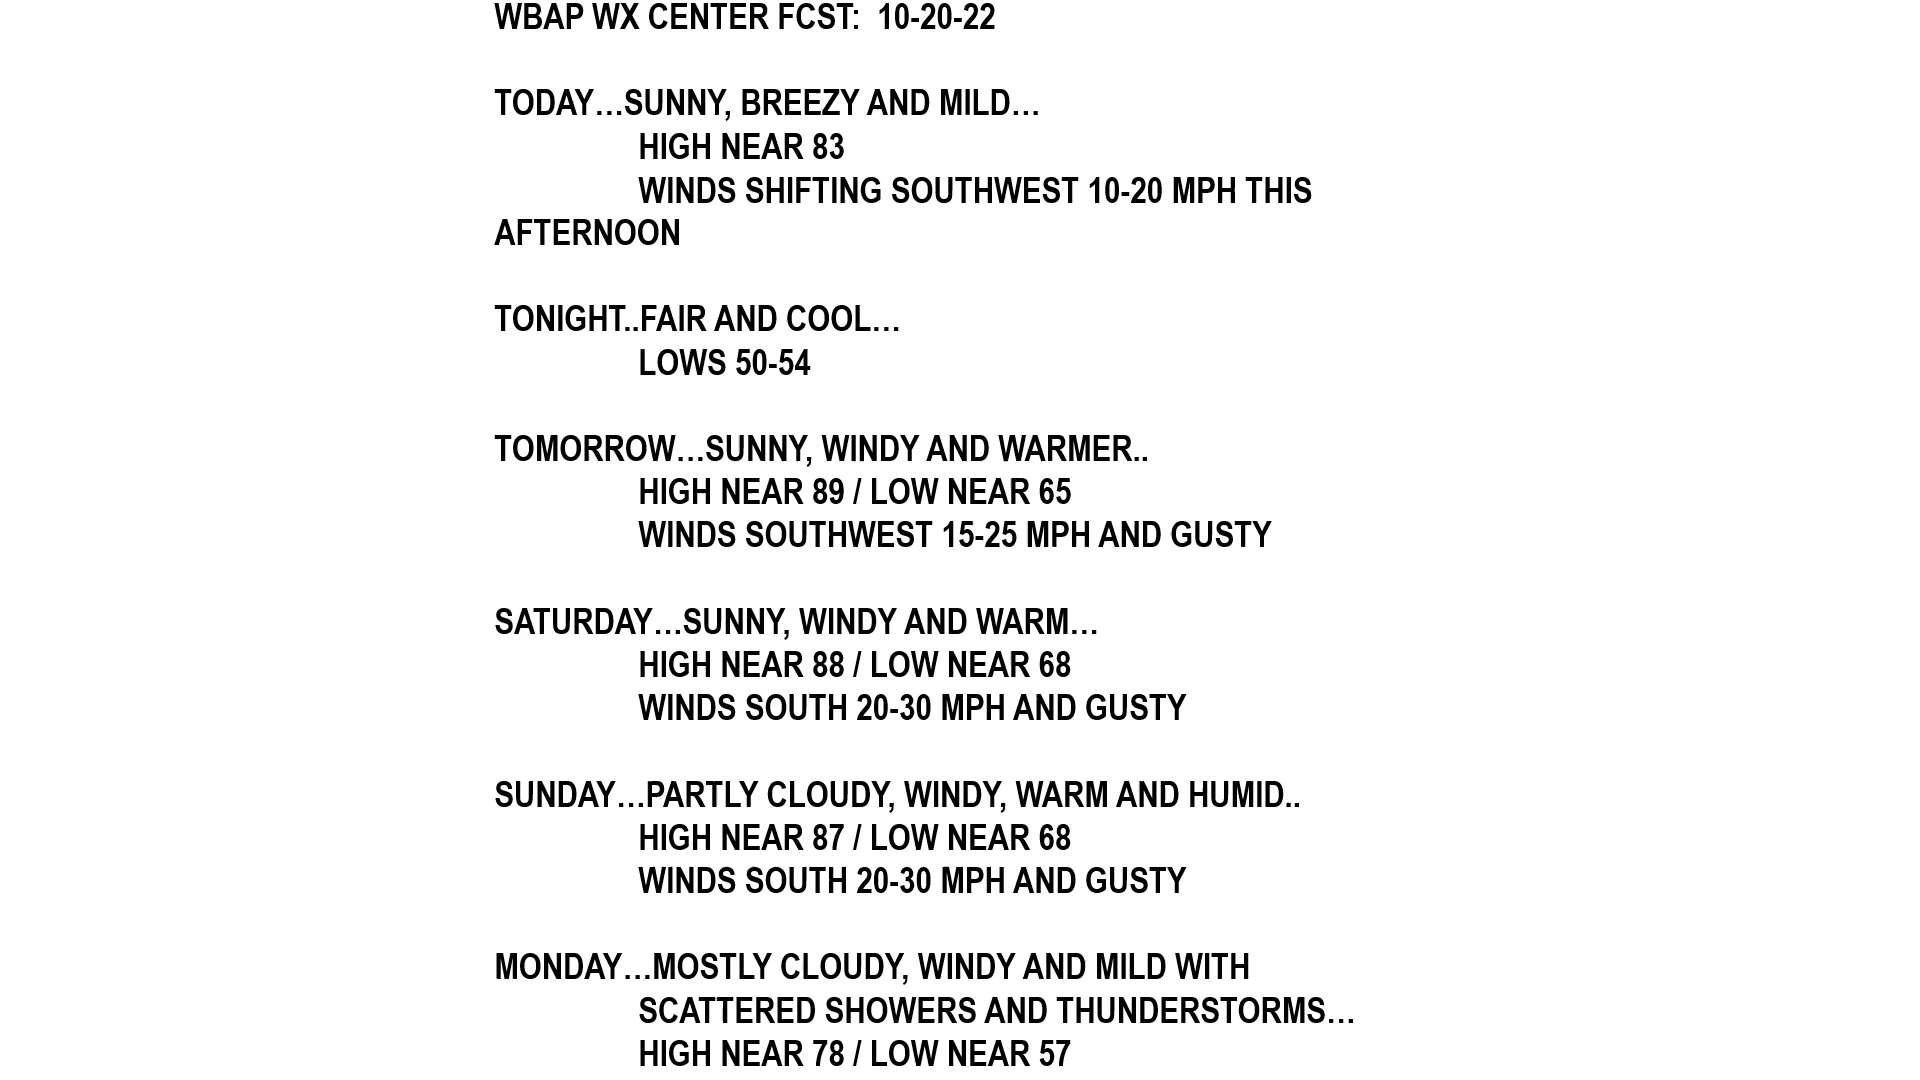 WBAP WX CENTER FCST:  10-20-22
TODAY…SUNNY, BREEZY AND MILD…
HIGH NEAR 83
WINDS SHIFTING SOUTHWEST 10-20 MPH THIS
AFTERNOON
TONIGHT..FAIR AND COOL…
LOWS 50-54
TOMORROW…SUNNY, WINDY AND WARMER..
HIGH NEAR 89 / LOW NEAR 65
WINDS SOUTHWEST 15-25 MPH AND GUSTY
SATURDAY…SUNNY, WINDY AND WARM…
HIGH NEAR 88 / LOW NEAR 68
WINDS SOUTH 20-30 MPH AND GUSTY
SUNDAY…PARTLY CLOUDY, WINDY, WARM AND HUMID..
HIGH NEAR 87 / LOW NEAR 68
WINDS SOUTH 20-30 MPH AND GUSTY
MONDAY…MOSTLY CLOUDY, WINDY AND MILD WITH
SCATTERED SHOWERS AND THUNDERSTORMS…
HIGH NEAR 78 / LOW NEAR 57